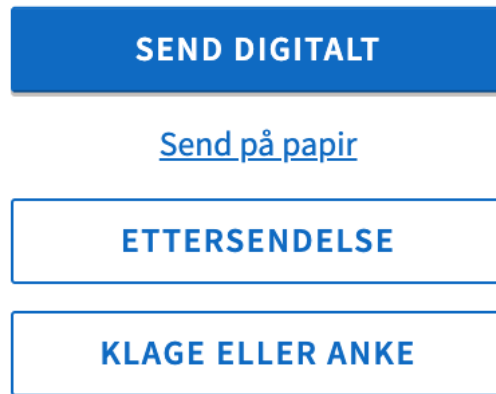 SEND DIGITALT
Send på papir
ETTERSENDELSE
KLAGE ELLER ANKE